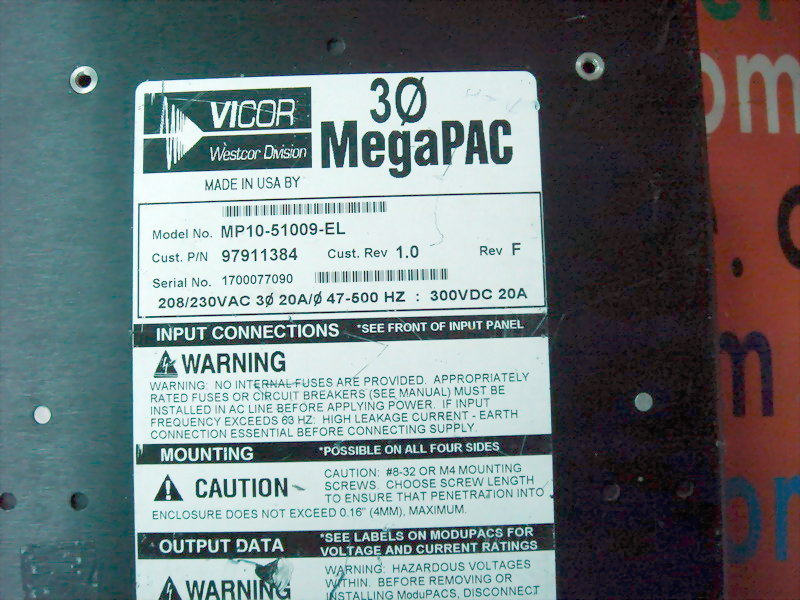 VICOR
Westcor Division
3Ø
MegaPAC
MADE IN USA BY
Model No. MP10-51009-EL
Cust. P/N 97911384 Cust. Rev 1.0 Rev F
Serial No. 1700077090
208/230VAC 3Ø 20A/Ø 47-500 HZ : 300VDC 20A
INPUT CONNECTIONS *SEE FRONT OF INPUT PANEL
WARNING
WARNING: NO INTERNAL FUSES ARE PROVIDED. APPROPRIATELY
RATED FUSES OR CIRCUIT BREAKERS (SEE MANUAL) MUST BE
INSTALLED IN AC LINE BEFORE APPLYING POWER. IF INPUT
FREQUENCY EXCEEDS 63 HZ: HIGH LEAKAGE CURRENT - EARTH
CONNECTION ESSENTIAL BEFORE CONNECTING SUPPLY.
MOUNTING *POSSIBLE ON ALL FOUR SIDES
CAUTION
CAUTION: #8-32 OR M4 MOUNTING
SCREWS. CHOOSE SCREW LENGTH
TO ENSURE THAT PENETRATION INTO
ENCLOSURE DOES NOT EXCEED 0.16" (4MM), MAXIMUM.
OUTPUT DATA
*SEE LABELS ON MODUPACS FOR
VOLTAGE AND CURRENT RATINGS
WARNING
WARNING: HAZARDOUS VOLTAGES
WITHIN. BEFORE REMOVING OR
INSTALLING ModuPACS, DISCONNECT
om